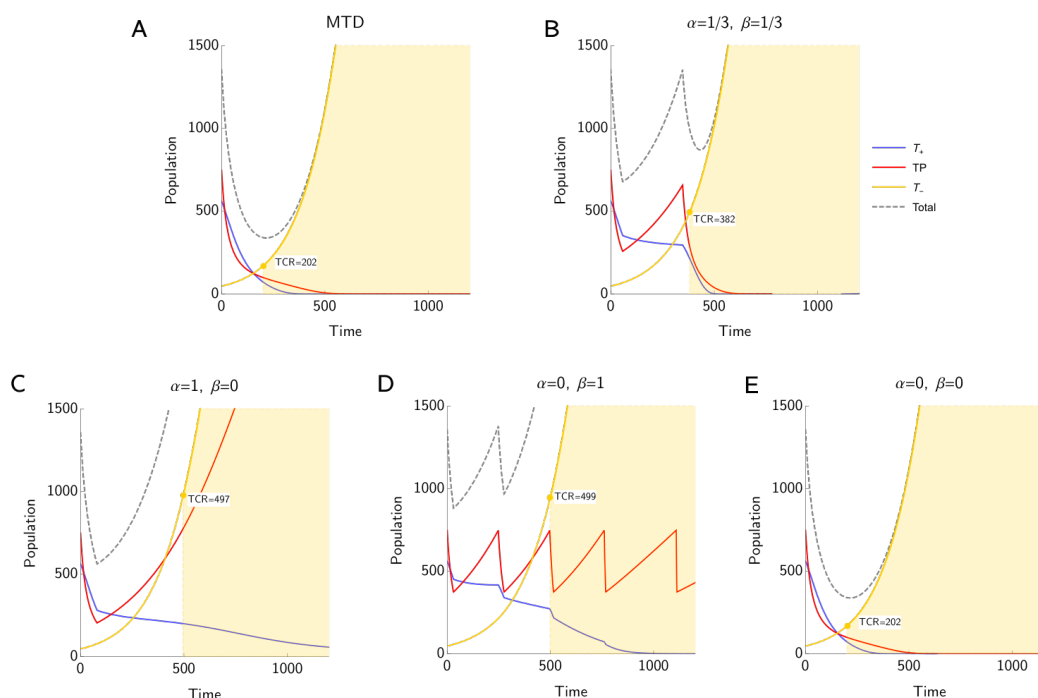 A
MTD
1500
1000
500
0
Population
TCR=202
0
500
1000
Time
B
α=1/3, β=1/3
1500
1000
500
0
Population
TCR=382
0
500
1000
Time
T₊
TP
T₋
Total
C
α=1, β=0
1500
1000
500
0
Population
TCR=497
0
500
1000
Time
D
α=0, β=1
1500
1000
500
0
Population
TCR=499
0
500
1000
Time
E
α=0, β=0
1500
1000
500
0
Population
TCR=202
0
500
1000
Time